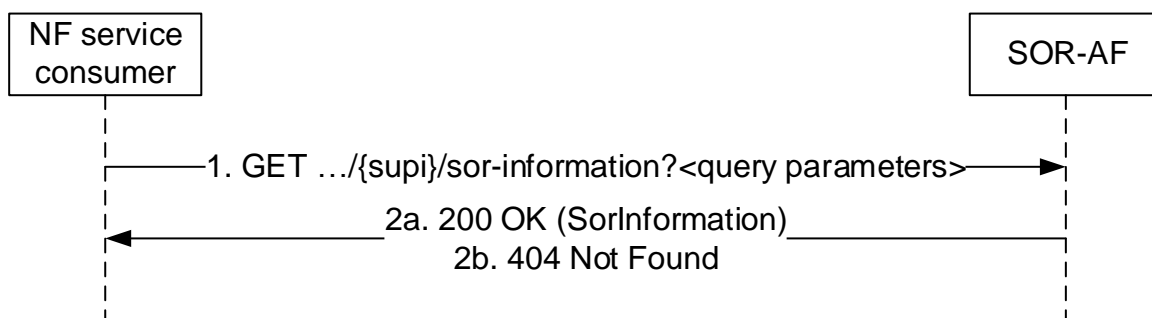 NF service
consumer
SOR-AF
1. GET …/{supi}/sor-information?<query parameters>
2a. 200 OK (SorInformation)
2b. 404 Not Found